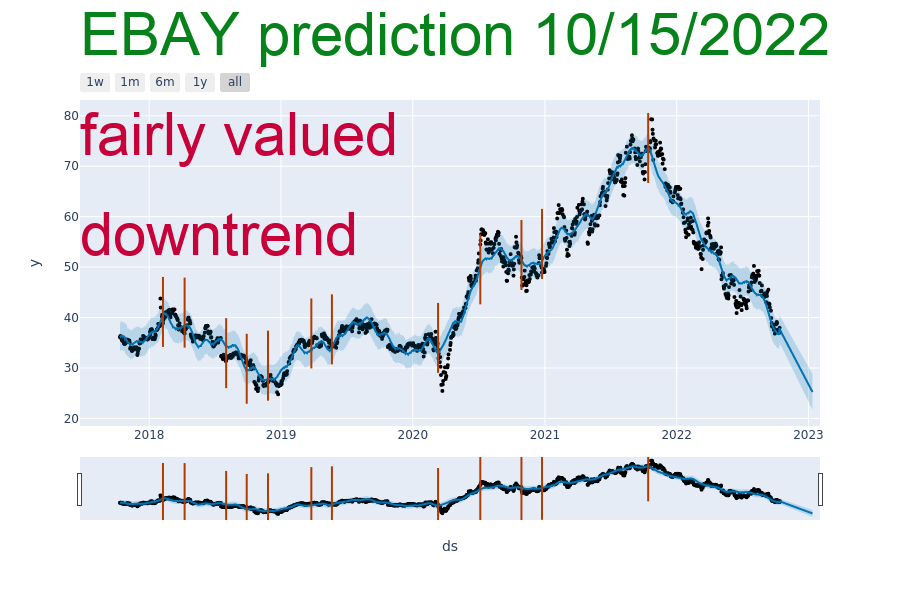 EBAY prediction 10/15/2022
1w 1m 6m 1y all
fairly valued
downtrend
y
80
70
60
50
40
30
20
2018 2019 2020 2021 2022 2023
ds